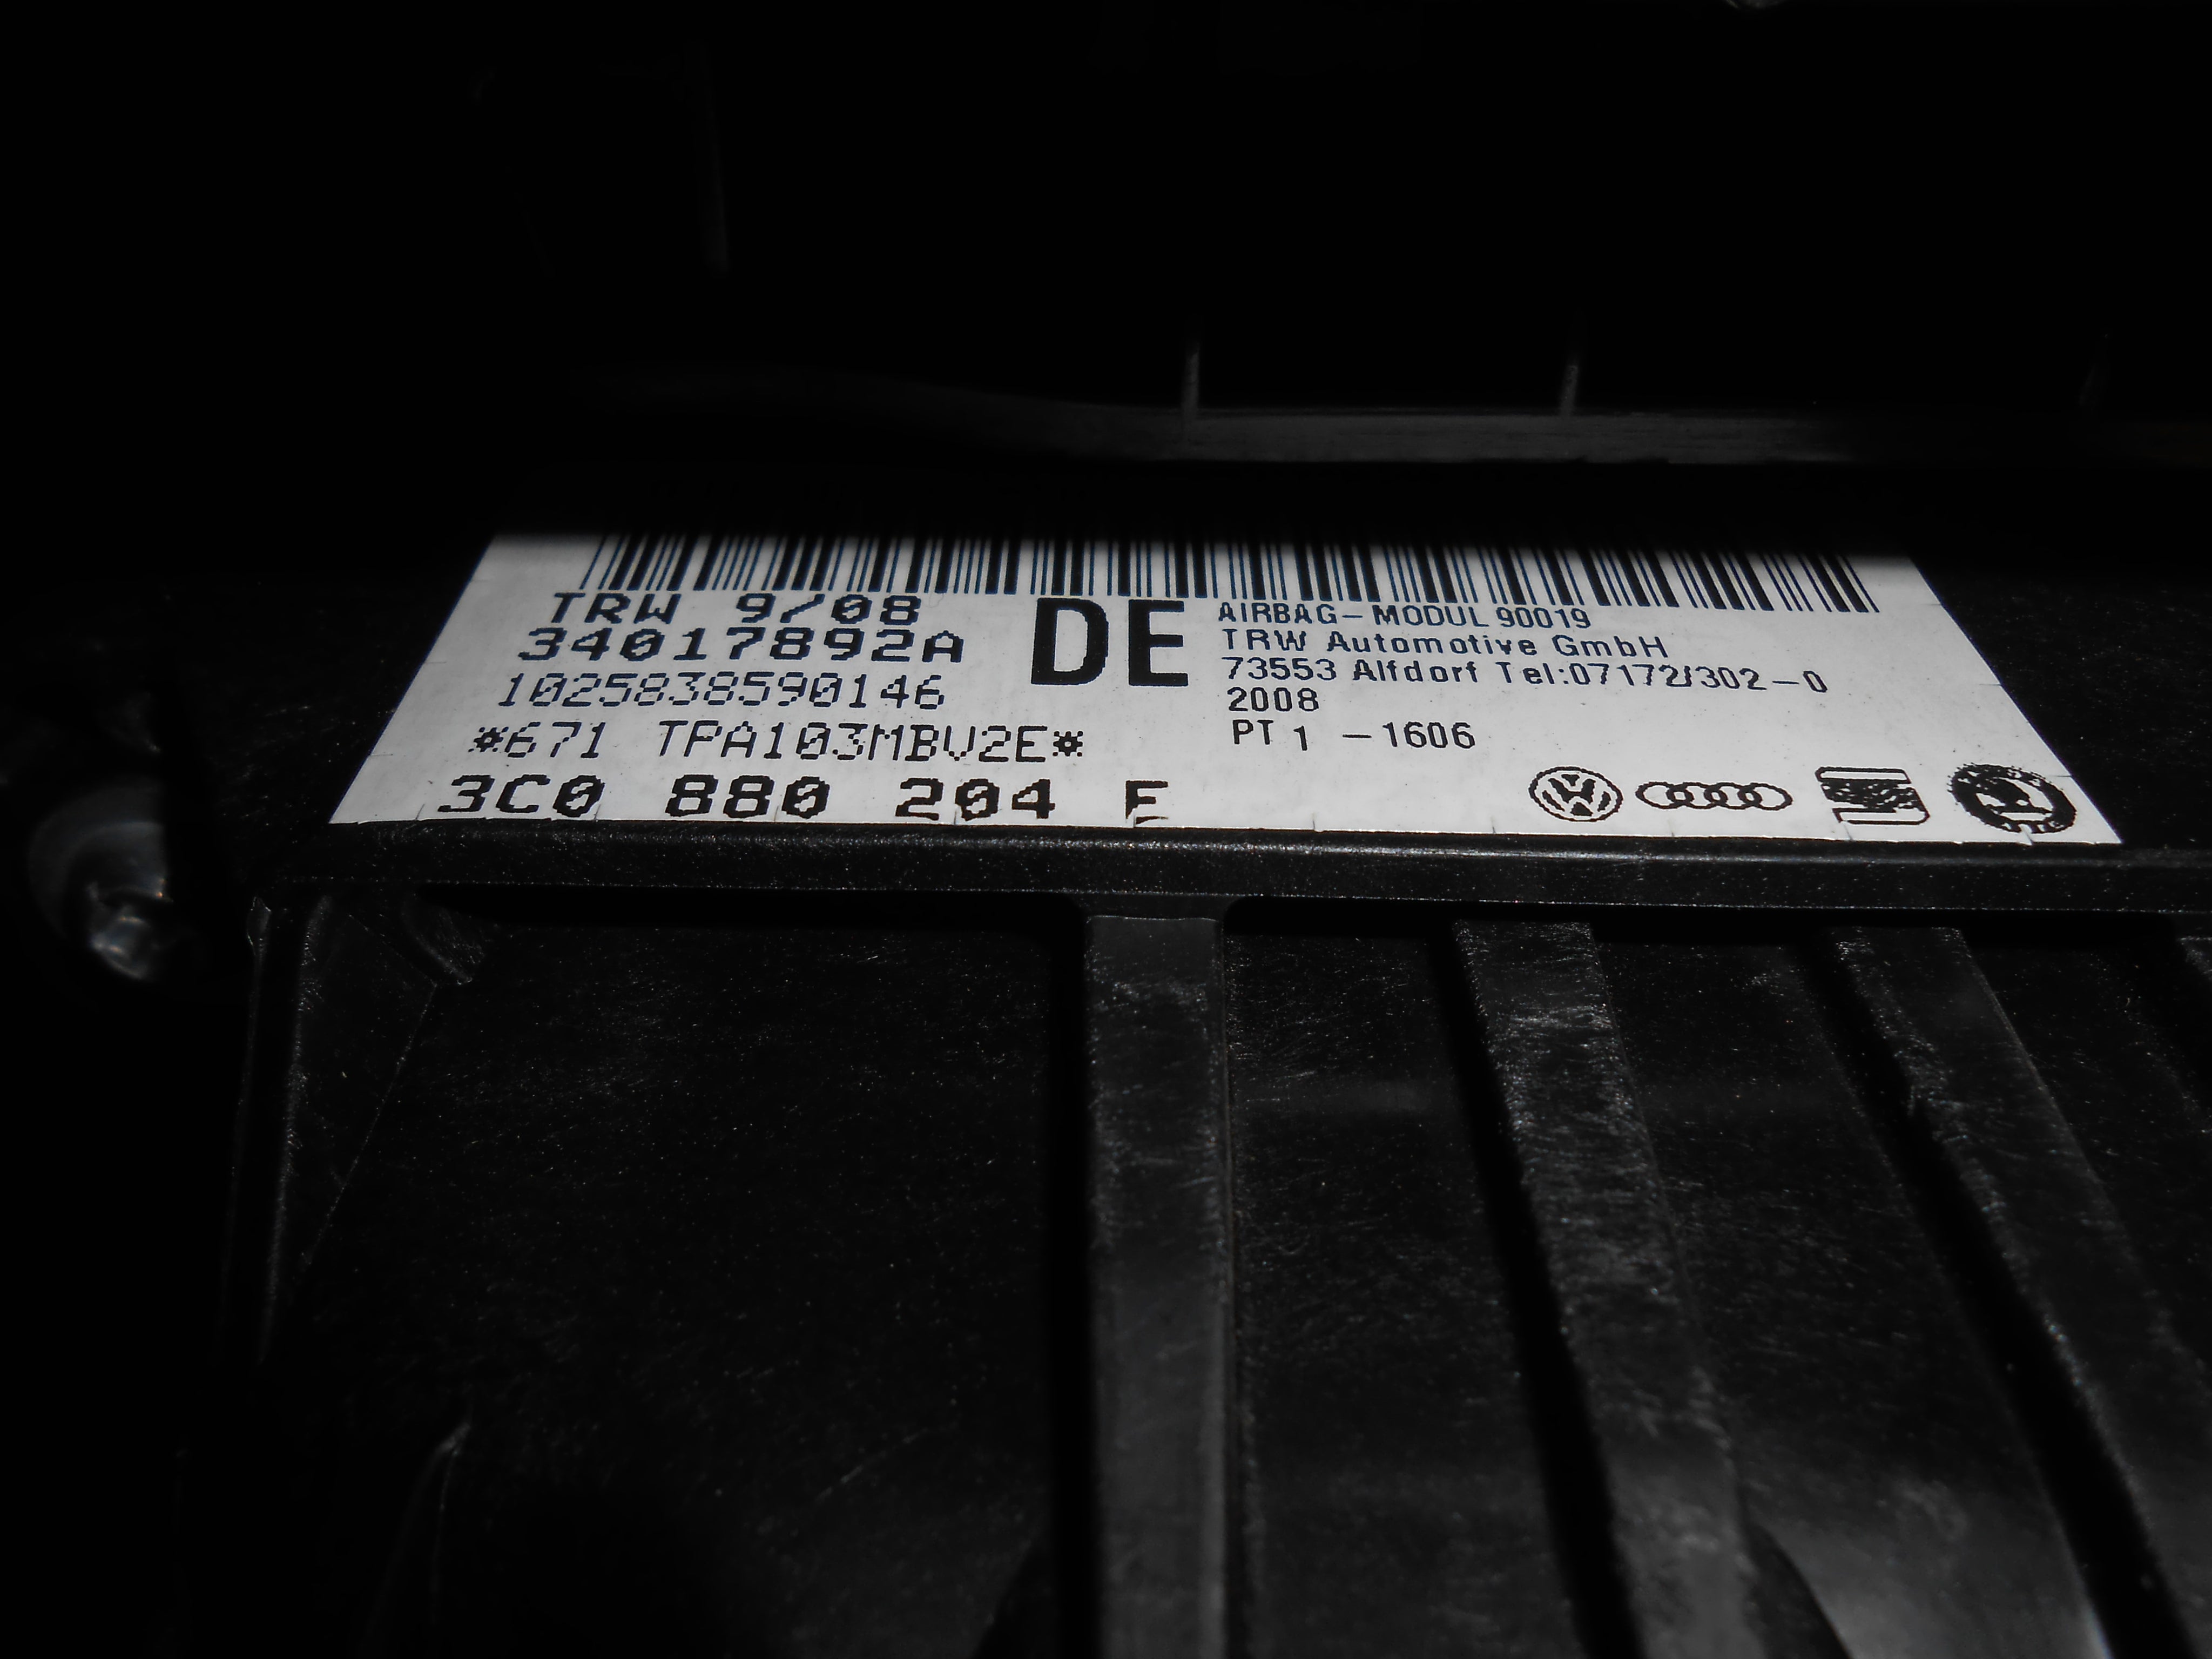 TRW 9/08
34017892A
1025838590146
*671 TPA103MBV2E*
3C0 880 204 E
DE
AIRBAG-MODUL 90019
TRW Automotive GmbH
73553 Alfdorf Tel:07172/302-0
2008
PT 1 -1606